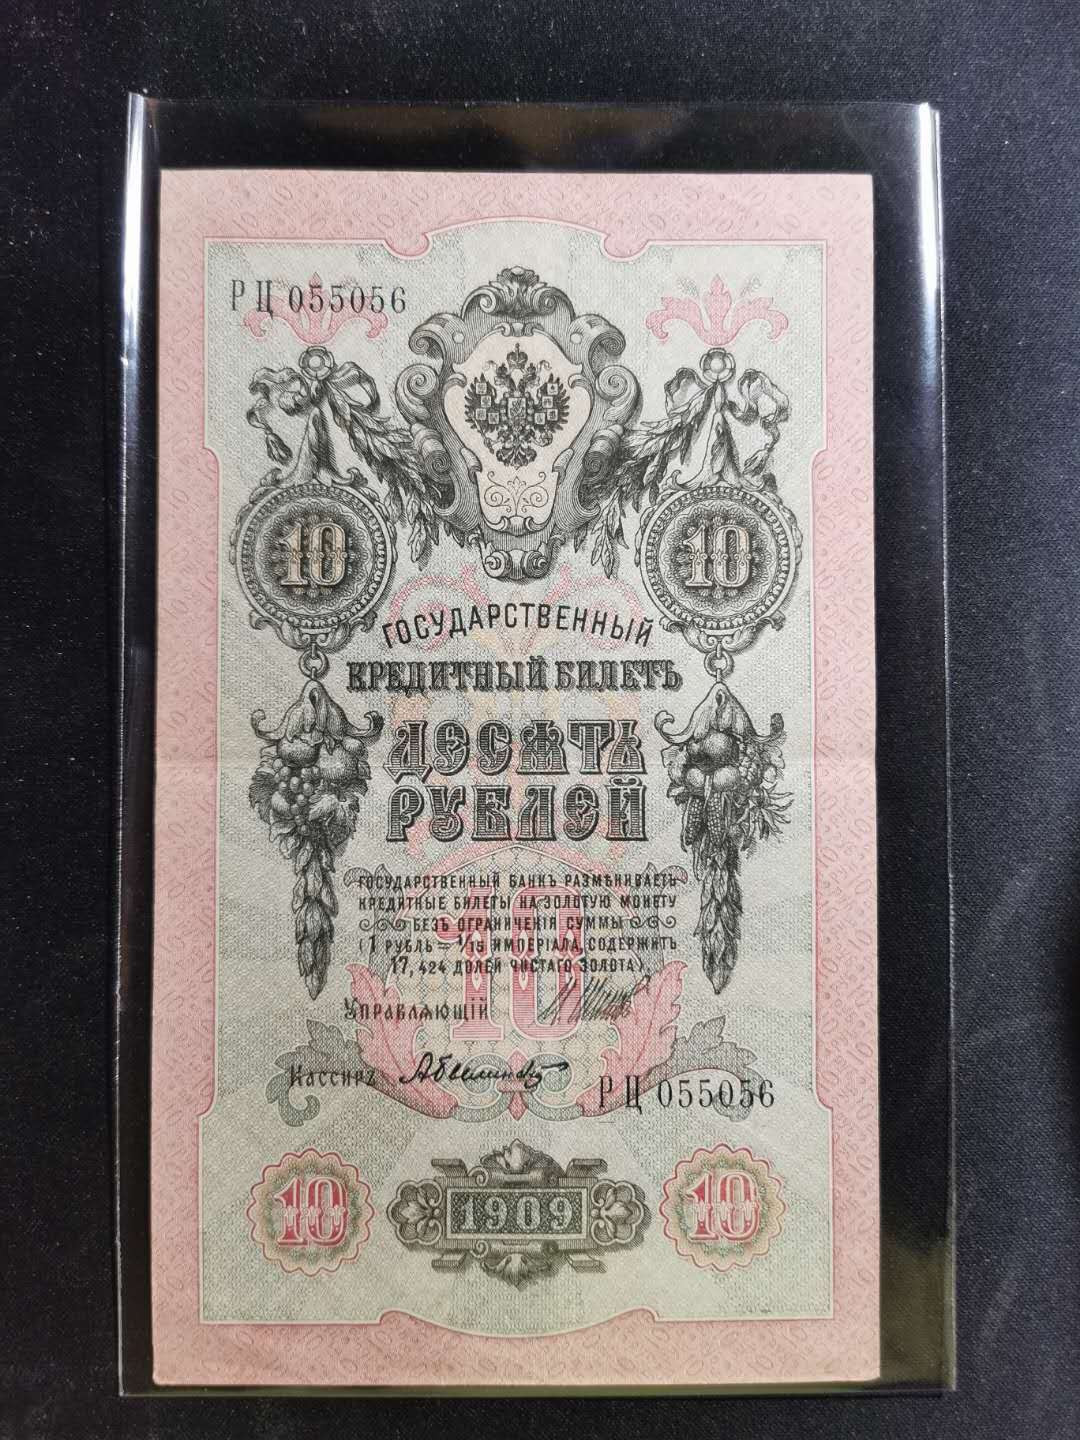 РЦ 055056
10 10
ГОСУДАРСТВЕННЫЙ
КРЕДИТНЫЙ БИЛЕТЪ
ДЕСЯТЬ
РУБЛЕЙ
ГОСУДАРСТВЕННЫЙ БАНКЪ РАЗМѢНИВАЕТЪ
КРЕДИТНЫЕ БИЛЕТЫ НА ЗОЛОТУЮ МОНЕТУ
БЕЗЪ ОГРАНИЧЕНІЯ СУММЫ
(1 РУБЛЬ = 1/15 ИМПЕРІАЛА, СОДЕРЖИТЪ
17,424 ДОЛЕЙ ЧИСТАГО ЗОЛОТА).
10
Управляющій
Кассиръ
РЦ 055056
10 1909 10